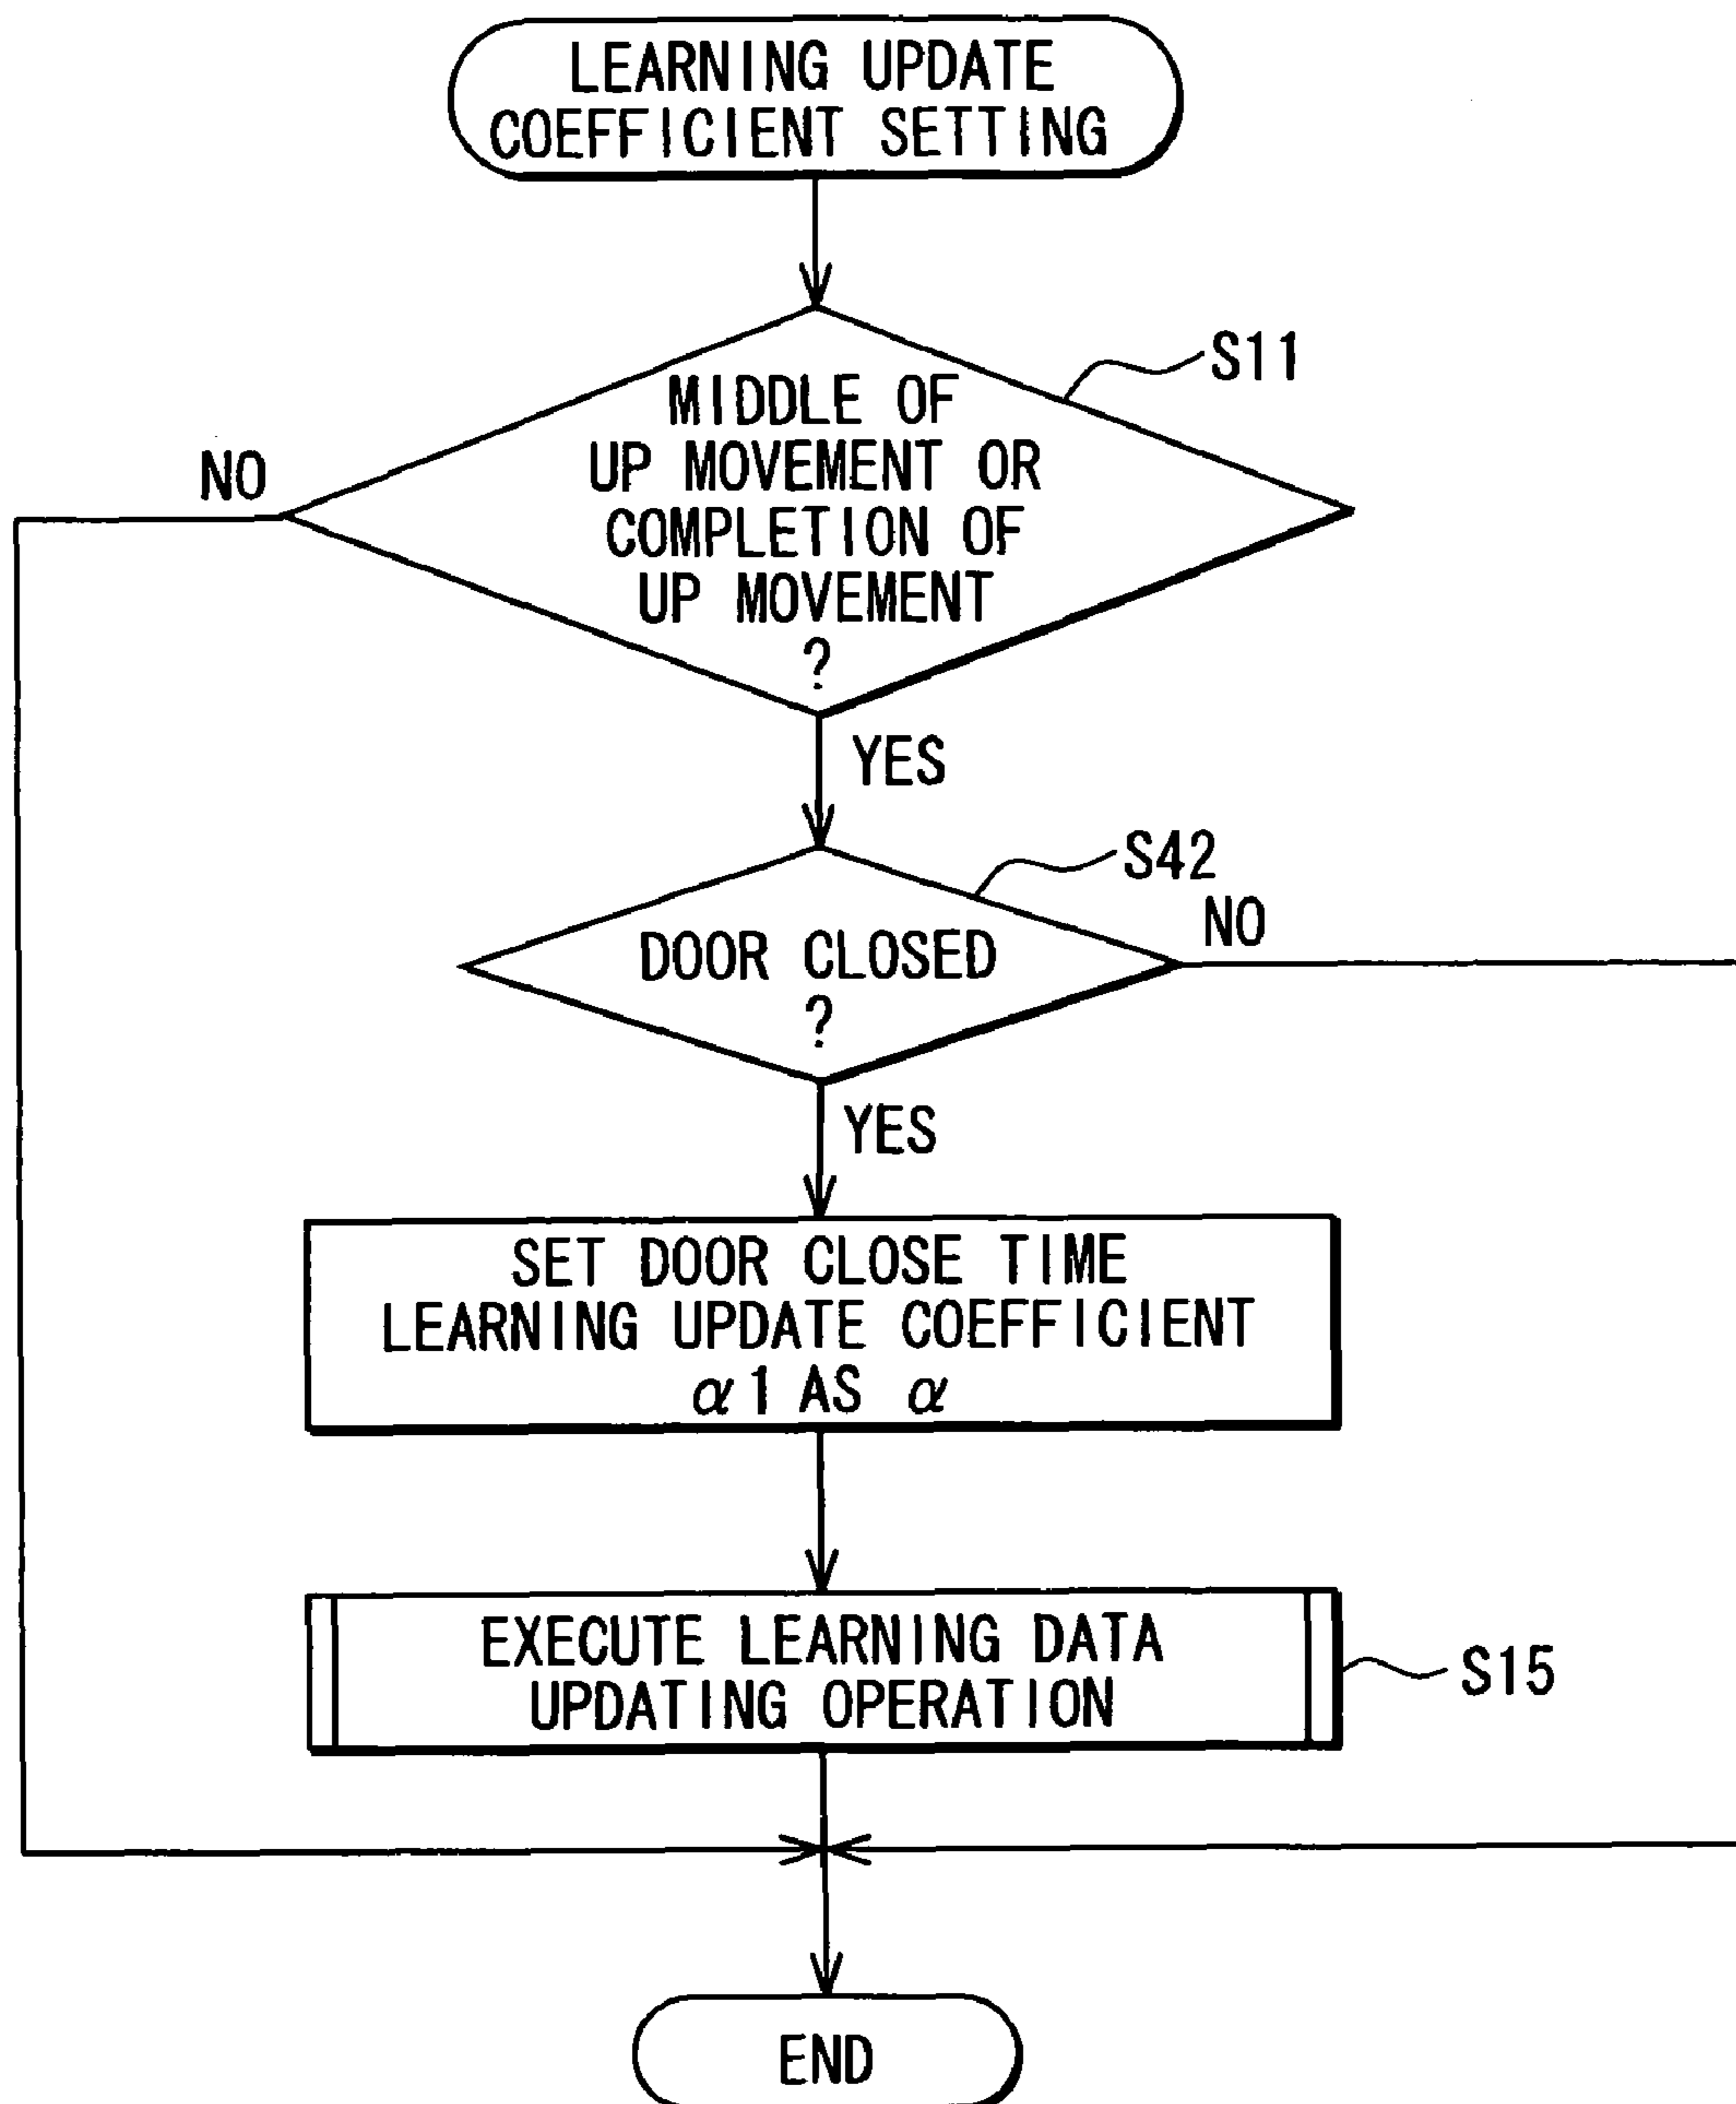 LEARNING UPDATE
COEFFICIENT SETTING
S11
MIDDLE OF
UP MOVEMENT OR
COMPLETION OF
UP MOVEMENT
?
NO
YES
S42
NO
DOOR CLOSED
?
YES
SET DOOR CLOSE TIME
LEARNING UPDATE COEFFICIENT
α1 AS α
EXECUTE LEARNING DATA
UPDATING OPERATION
S15
END